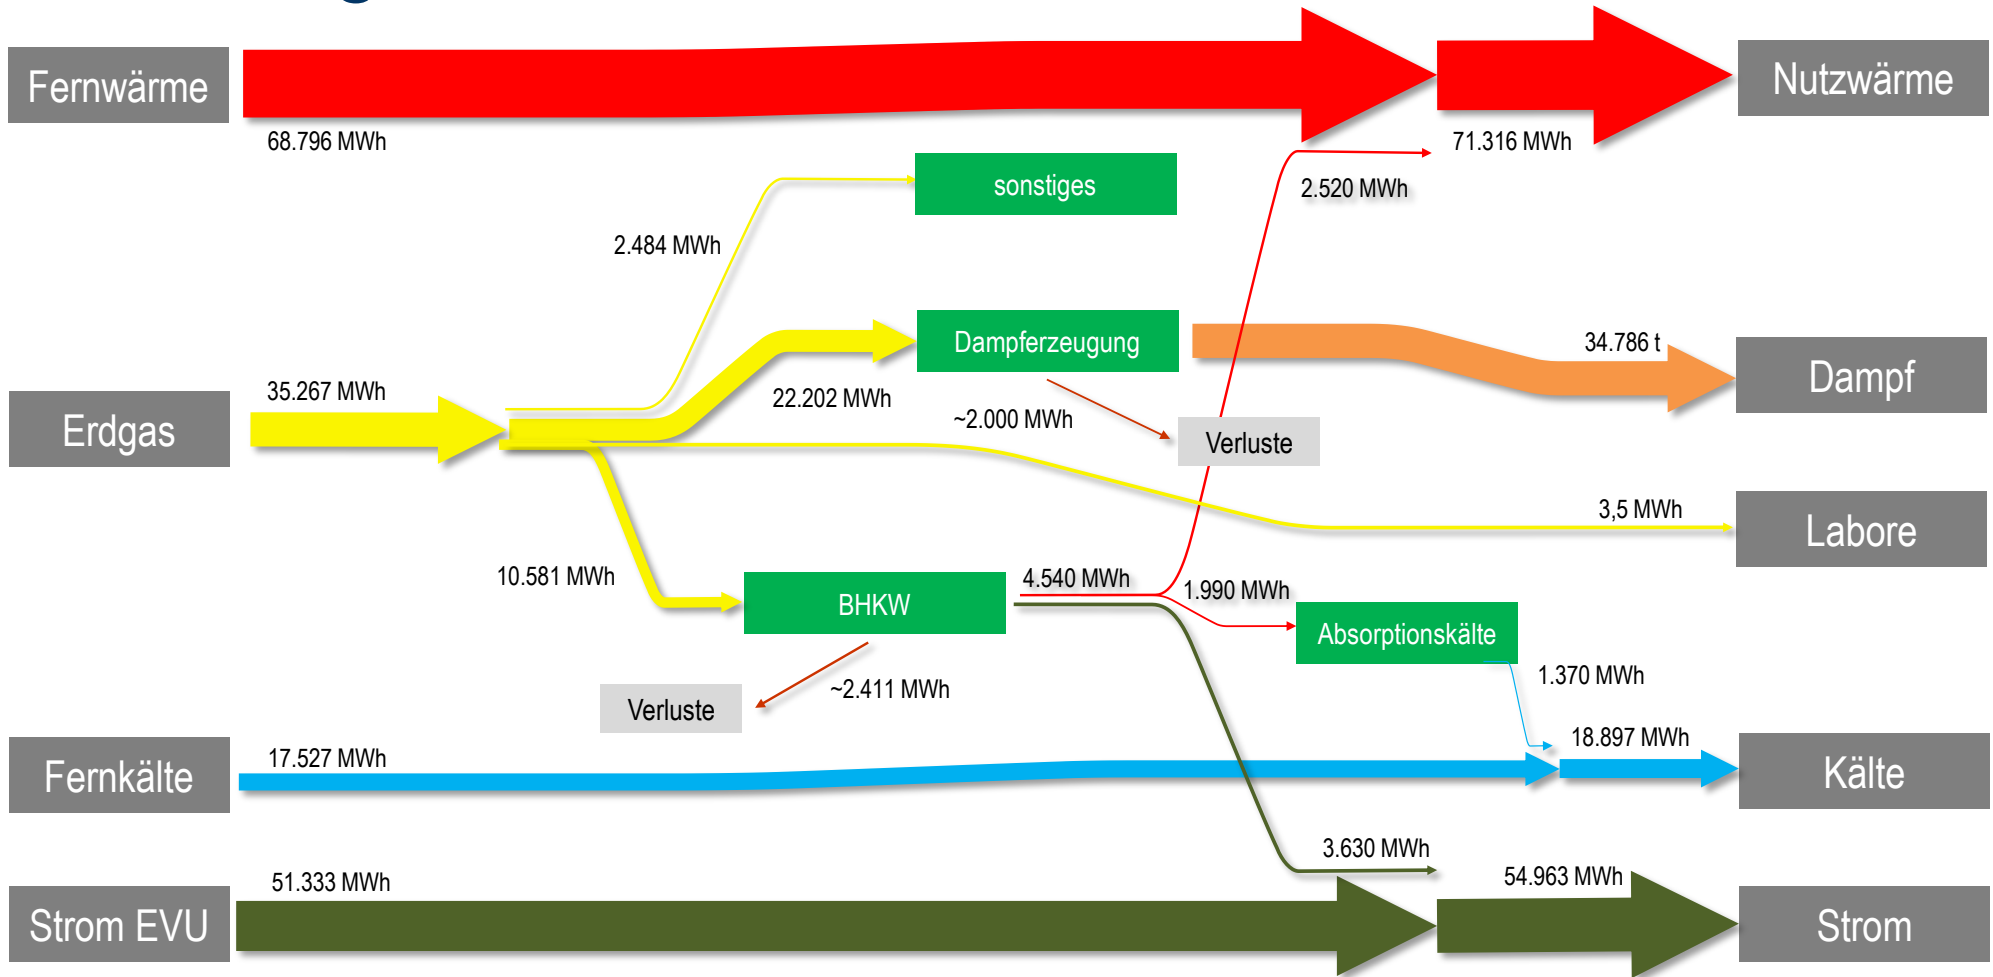 Fernwärme
Nutzwärme
68.796 MWh
71.316 MWh
sonstiges
2.520 MWh
2.484 MWh
Dampferzeugung
34.786 t
Dampf
35.267 MWh
22.202 MWh
~2.000 MWh
Erdgas
Verluste
3,5 MWh
Labore
10.581 MWh
4.540 MWh
1.990 MWh
BHKW
Absorptionskälte
1.370 MWh
~2.411 MWh
Verluste
18.897 MWh
17.527 MWh
Fernkälte
Kälte
3.630 MWh
51.333 MWh
54.963 MWh
Strom EVU
Strom